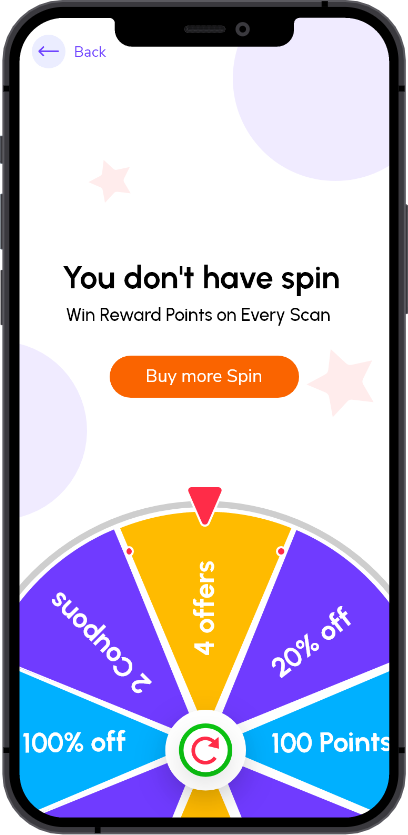 Back
You don't have spin
Win Reward Points on Every Scan
Buy more Spin
2 Coupons
4 offers
20% off
100% off
100 Points